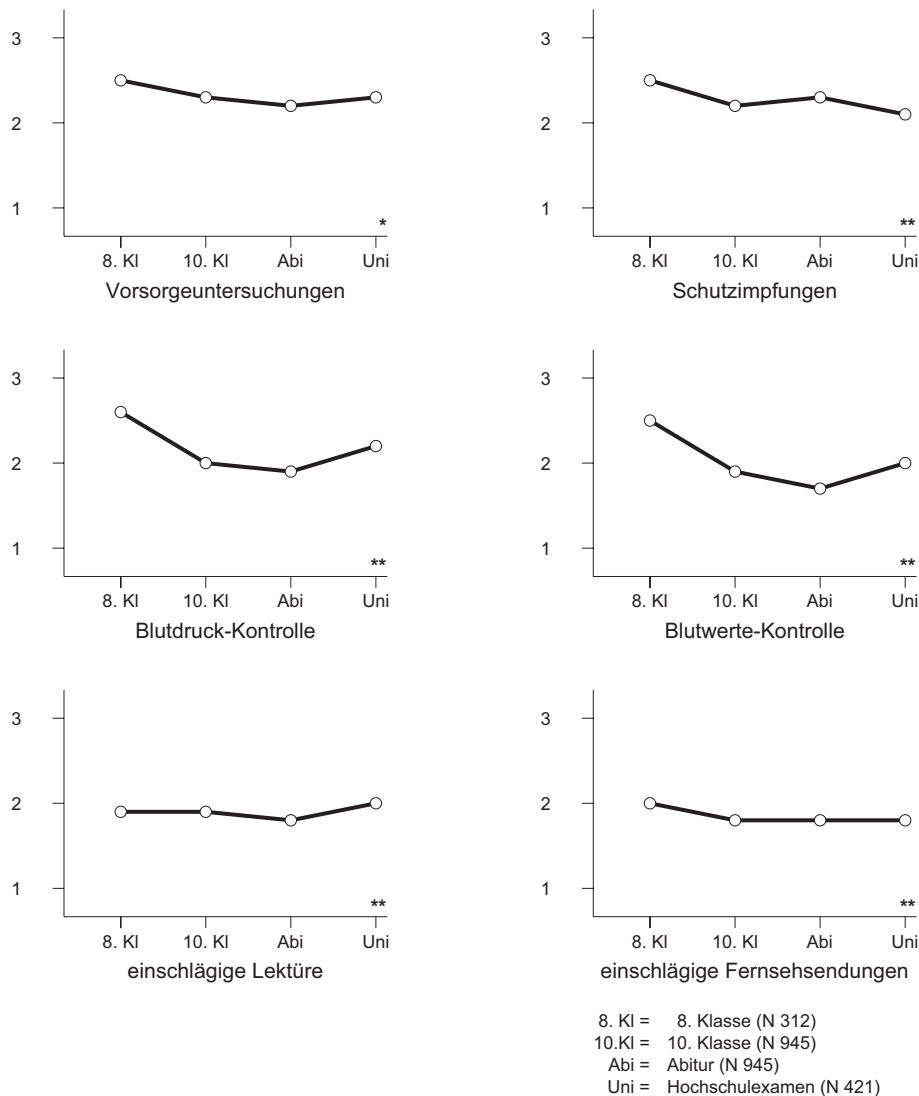 3
2
1
*
8. Kl 10. Kl Abi Uni
Vorsorgeuntersuchungen
3
2
1
**
8. Kl 10. Kl Abi Uni
Schutzimpfungen
3
2
1
**
8. Kl 10. Kl Abi Uni
Blutdruck-Kontrolle
3
2
1
**
8. Kl 10. Kl Abi Uni
Blutwerte-Kontrolle
3
2
1
**
8. Kl 10. Kl Abi Uni
einschlägige Lektüre
3
2
1
**
8. Kl 10. Kl Abi Uni
einschlägige Fernsehsendungen
8. Kl = 8. Klasse (N 312)
10.Kl = 10. Klasse (N 945)
Abi = Abitur (N 945)
Uni = Hochschulexamen (N 421)